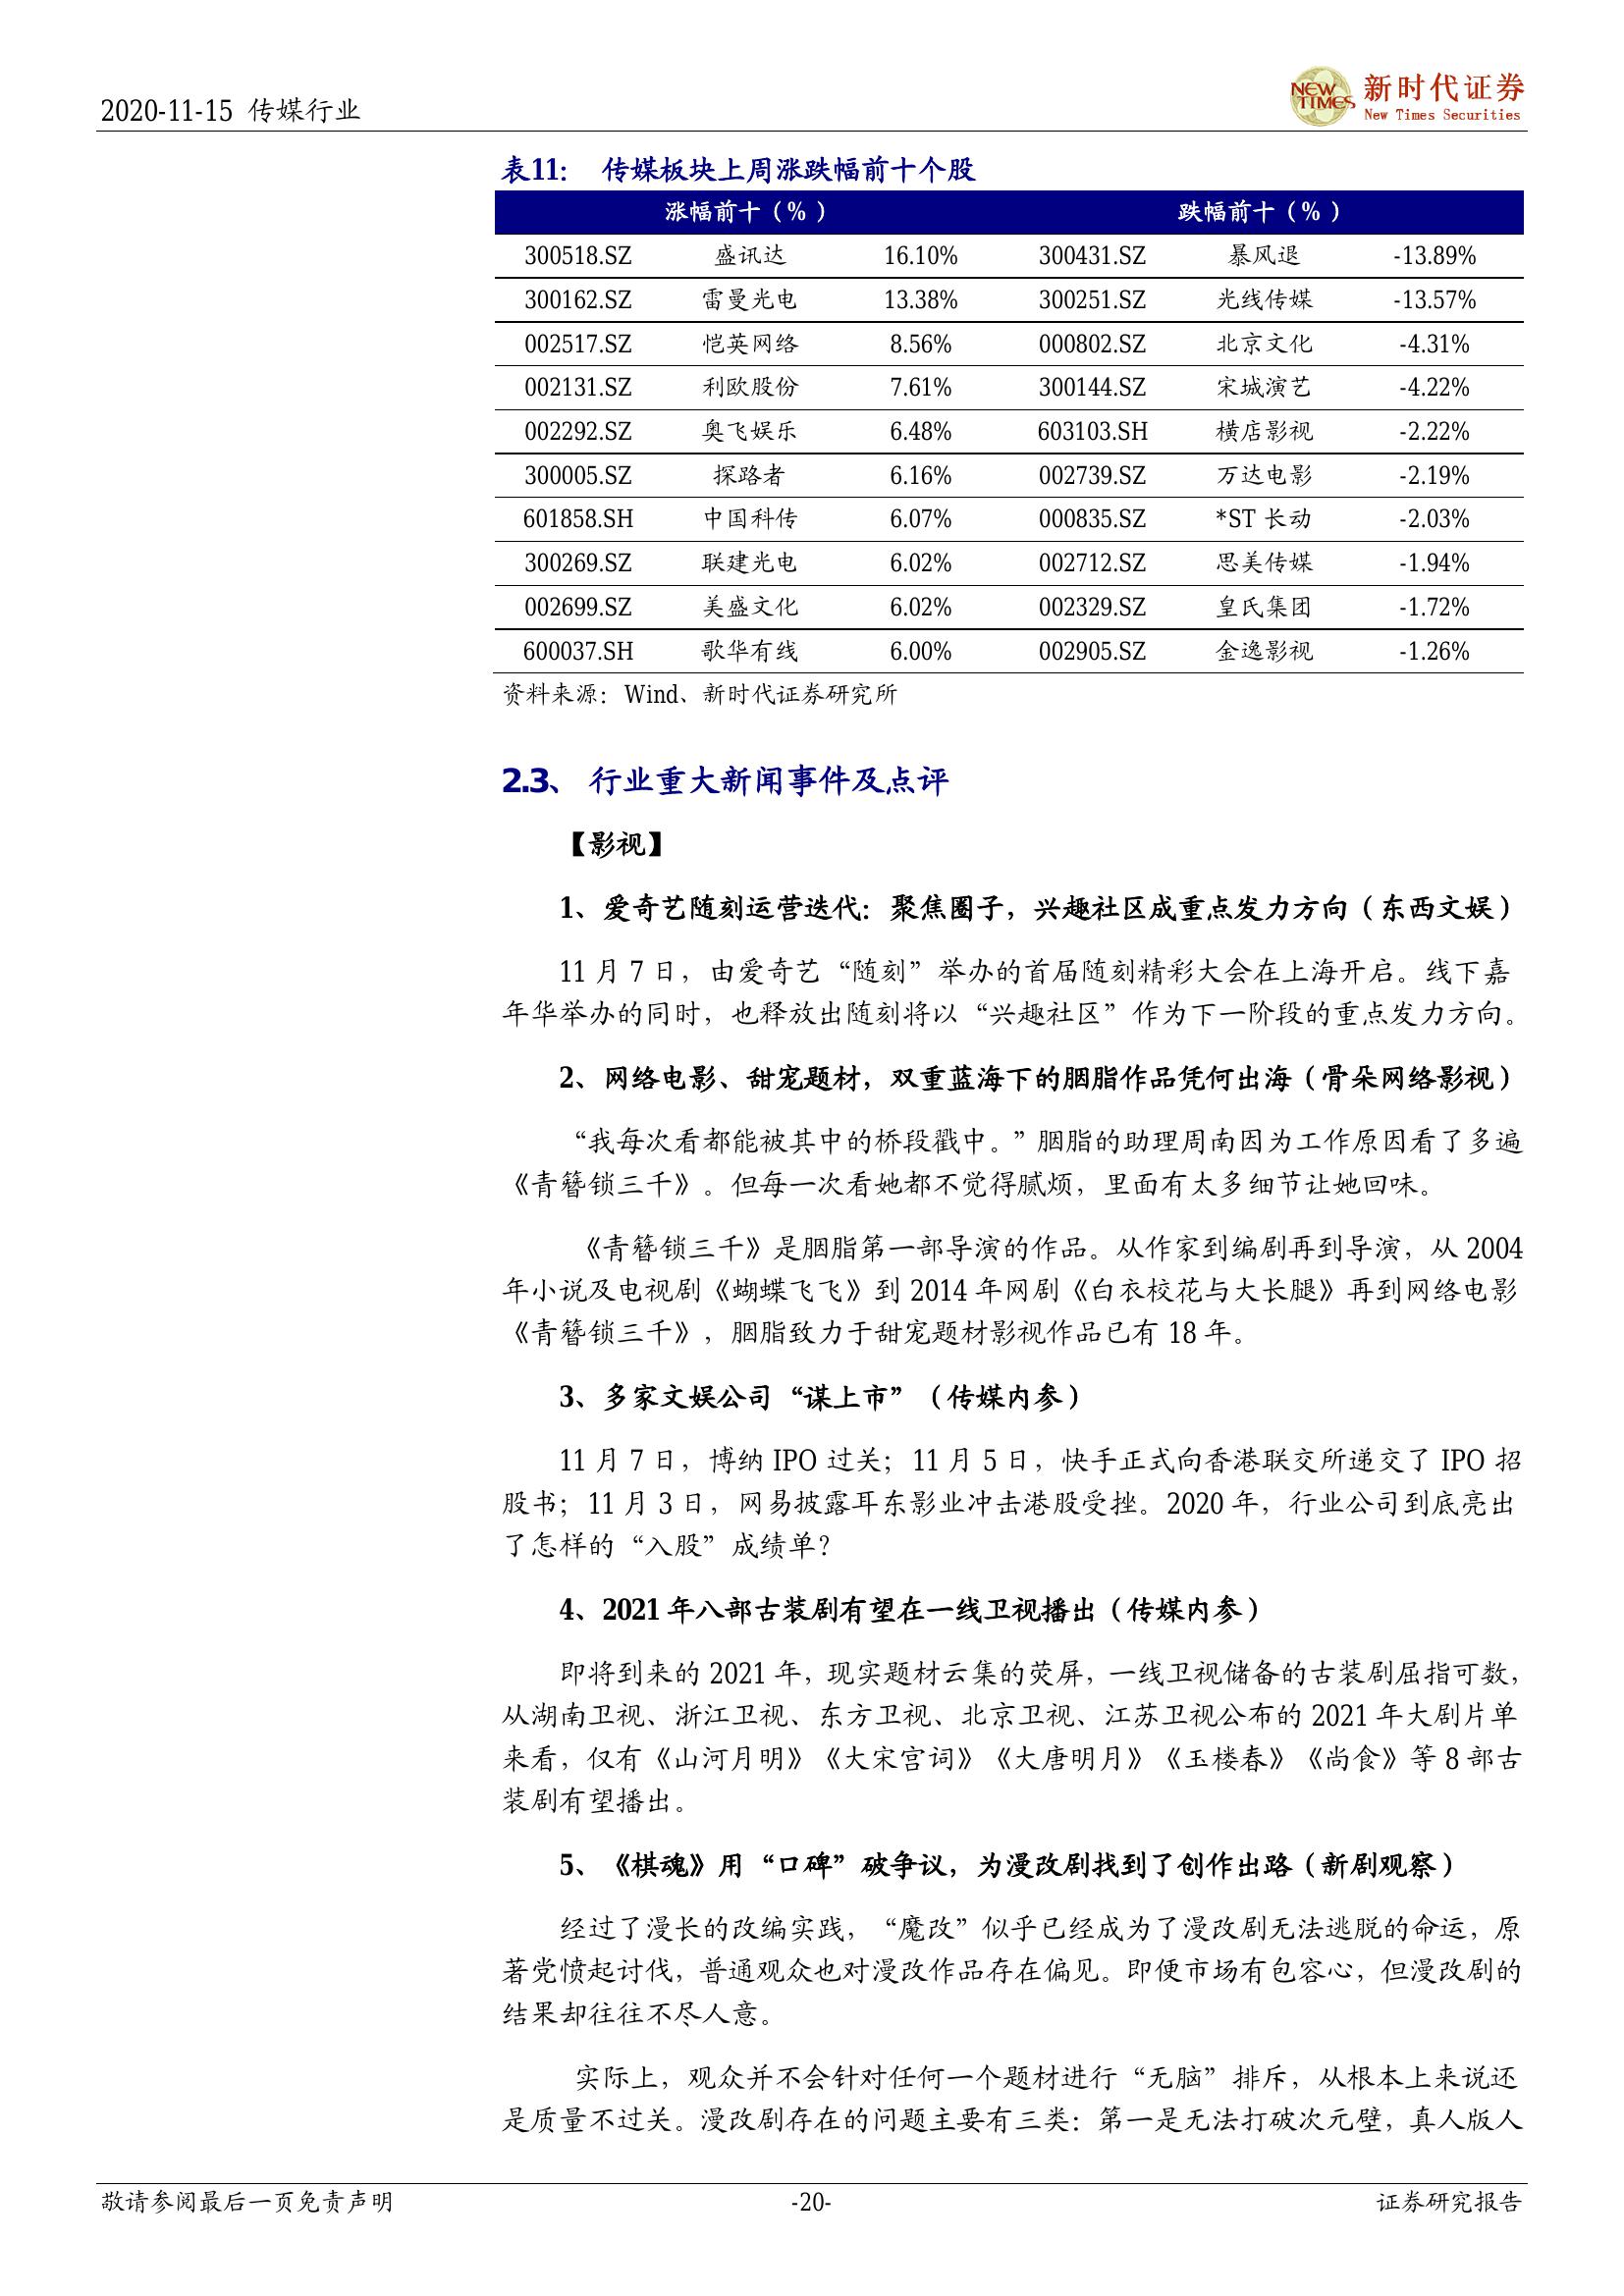 2020-11-15 传媒行业
NEW TIMES
新时代证券
New Times Securities
表11： 传媒板块上周涨跌幅前十个股
涨幅前十（%） 跌幅前十（%）
300518.SZ 盛讯达 16.10% 300431.SZ 暴风退 -13.89%
300162.SZ 雷曼光电 13.38% 300251.SZ 光线传媒 -13.57%
002517.SZ 恺英网络 8.56% 000802.SZ 北京文化 -4.31%
002131.SZ 利欧股份 7.61% 300144.SZ 宋城演艺 -4.22%
002292.SZ 奥飞娱乐 6.48% 603103.SH 横店影视 -2.22%
300005.SZ 探路者 6.16% 002739.SZ 万达电影 -2.19%
601858.SH 中国科传 6.07% 000835.SZ *ST 长动 -2.03%
300269.SZ 联建光电 6.02% 002712.SZ 思美传媒 -1.94%
002699.SZ 美盛文化 6.02% 002329.SZ 皇氏集团 -1.72%
600037.SH 歌华有线 6.00% 002905.SZ 金逸影视 -1.26%
资料来源：Wind、新时代证券研究所
2.3、 行业重大新闻事件及点评
【影视】
1、爱奇艺随刻运营迭代：聚焦圈子，兴趣社区成重点发力方向（东西文娱）
11 月 7 日，由爱奇艺“随刻”举办的首届随刻精彩大会在上海开启。线下嘉
年华举办的同时，也释放出随刻将以“兴趣社区”作为下一阶段的重点发力方向。
2、网络电影、甜宠题材，双重蓝海下的胭脂作品凭何出海（骨朵网络影视）
“我每次看都能被其中的桥段戳中。”胭脂的助理周南因为工作原因看了多遍
《青簪锁三千》。但每一次看她都不觉得腻烦，里面有太多细节让她回味。
《青簪锁三千》是胭脂第一部导演的作品。从作家到编剧再到导演，从 2004
年小说及电视剧《蝴蝶飞飞》到 2014 年网剧《白衣校花与大长腿》再到网络电影
《青簪锁三千》，胭脂致力于甜宠题材影视作品已有 18 年。
3、多家文娱公司“谋上市”（传媒内参）
11 月 7 日，博纳 IPO 过关；11 月 5 日，快手正式向香港联交所递交了 IPO 招
股书；11 月 3 日，网易披露耳东影业冲击港股受挫。2020 年，行业公司到底亮出
了怎样的“入股”成绩单？
4、2021 年八部古装剧有望在一线卫视播出（传媒内参）
即将到来的 2021 年，现实题材云集的荧屏，一线卫视储备的古装剧屈指可数，
从湖南卫视、浙江卫视、东方卫视、北京卫视、江苏卫视公布的 2021 年大剧片单
来看，仅有《山河月明》《大宋宫词》《大唐明月》《玉楼春》《尚食》等 8 部古
装剧有望播出。
5、《棋魂》用“口碑”破争议，为漫改剧找到了创作出路（新剧观察）
经过了漫长的改编实践，“魔改”似乎已经成为了漫改剧无法逃脱的命运，原
著党愤起讨伐，普通观众也对漫改作品存在偏见。即便市场有包容心，但漫改剧的
结果却往往不尽人意。
实际上，观众并不会针对任何一个题材进行“无脑”排斥，从根本上来说还
是质量不过关。漫改剧存在的问题主要有三类：第一是无法打破次元壁，真人版人
敬请参阅最后一页免责声明 -20- 证券研究报告